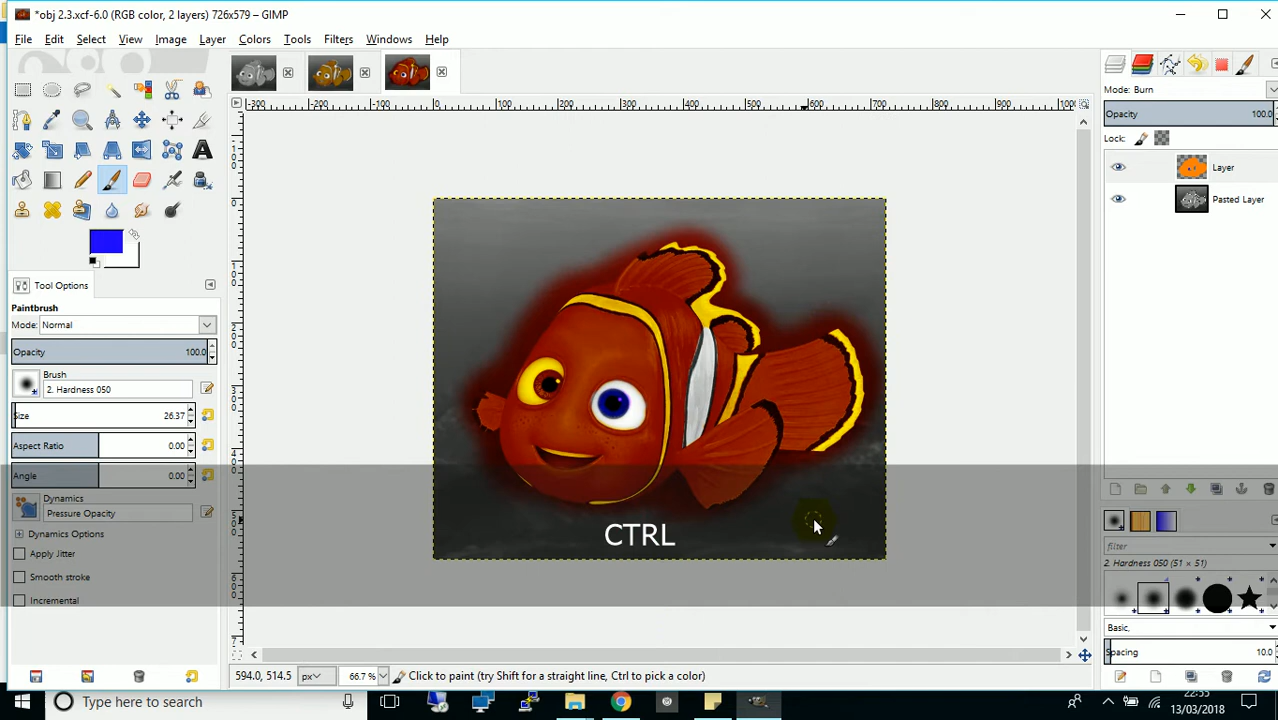 *obj 2.3.xcf-6.0 (RGB color, 2 layers) 726x579 – GIMP
File Edit Select View Image Layer Colors Tools Filters Windows Help
Mode: Burn
Opacity 100.0
Lock:
Layer
Pasted Layer
Tool Options
Paintbrush
Mode: Normal
Opacity 100.0
Brush
2. Hardness 050
Size 26.37
Aspect Ratio 0.00
Angle 0.00
Dynamics
Pressure Opacity
Dynamics Options
Apply Jitter
Smooth stroke
Incremental
CTRL
filter
2. Hardness 050 (51 × 51)
Basic,
Spacing 10.0
594.0, 514.5 px 66.7 % Click to paint (try Shift for a straight line, Ctrl to pick a color)
Type here to search
22:55
13/03/2018